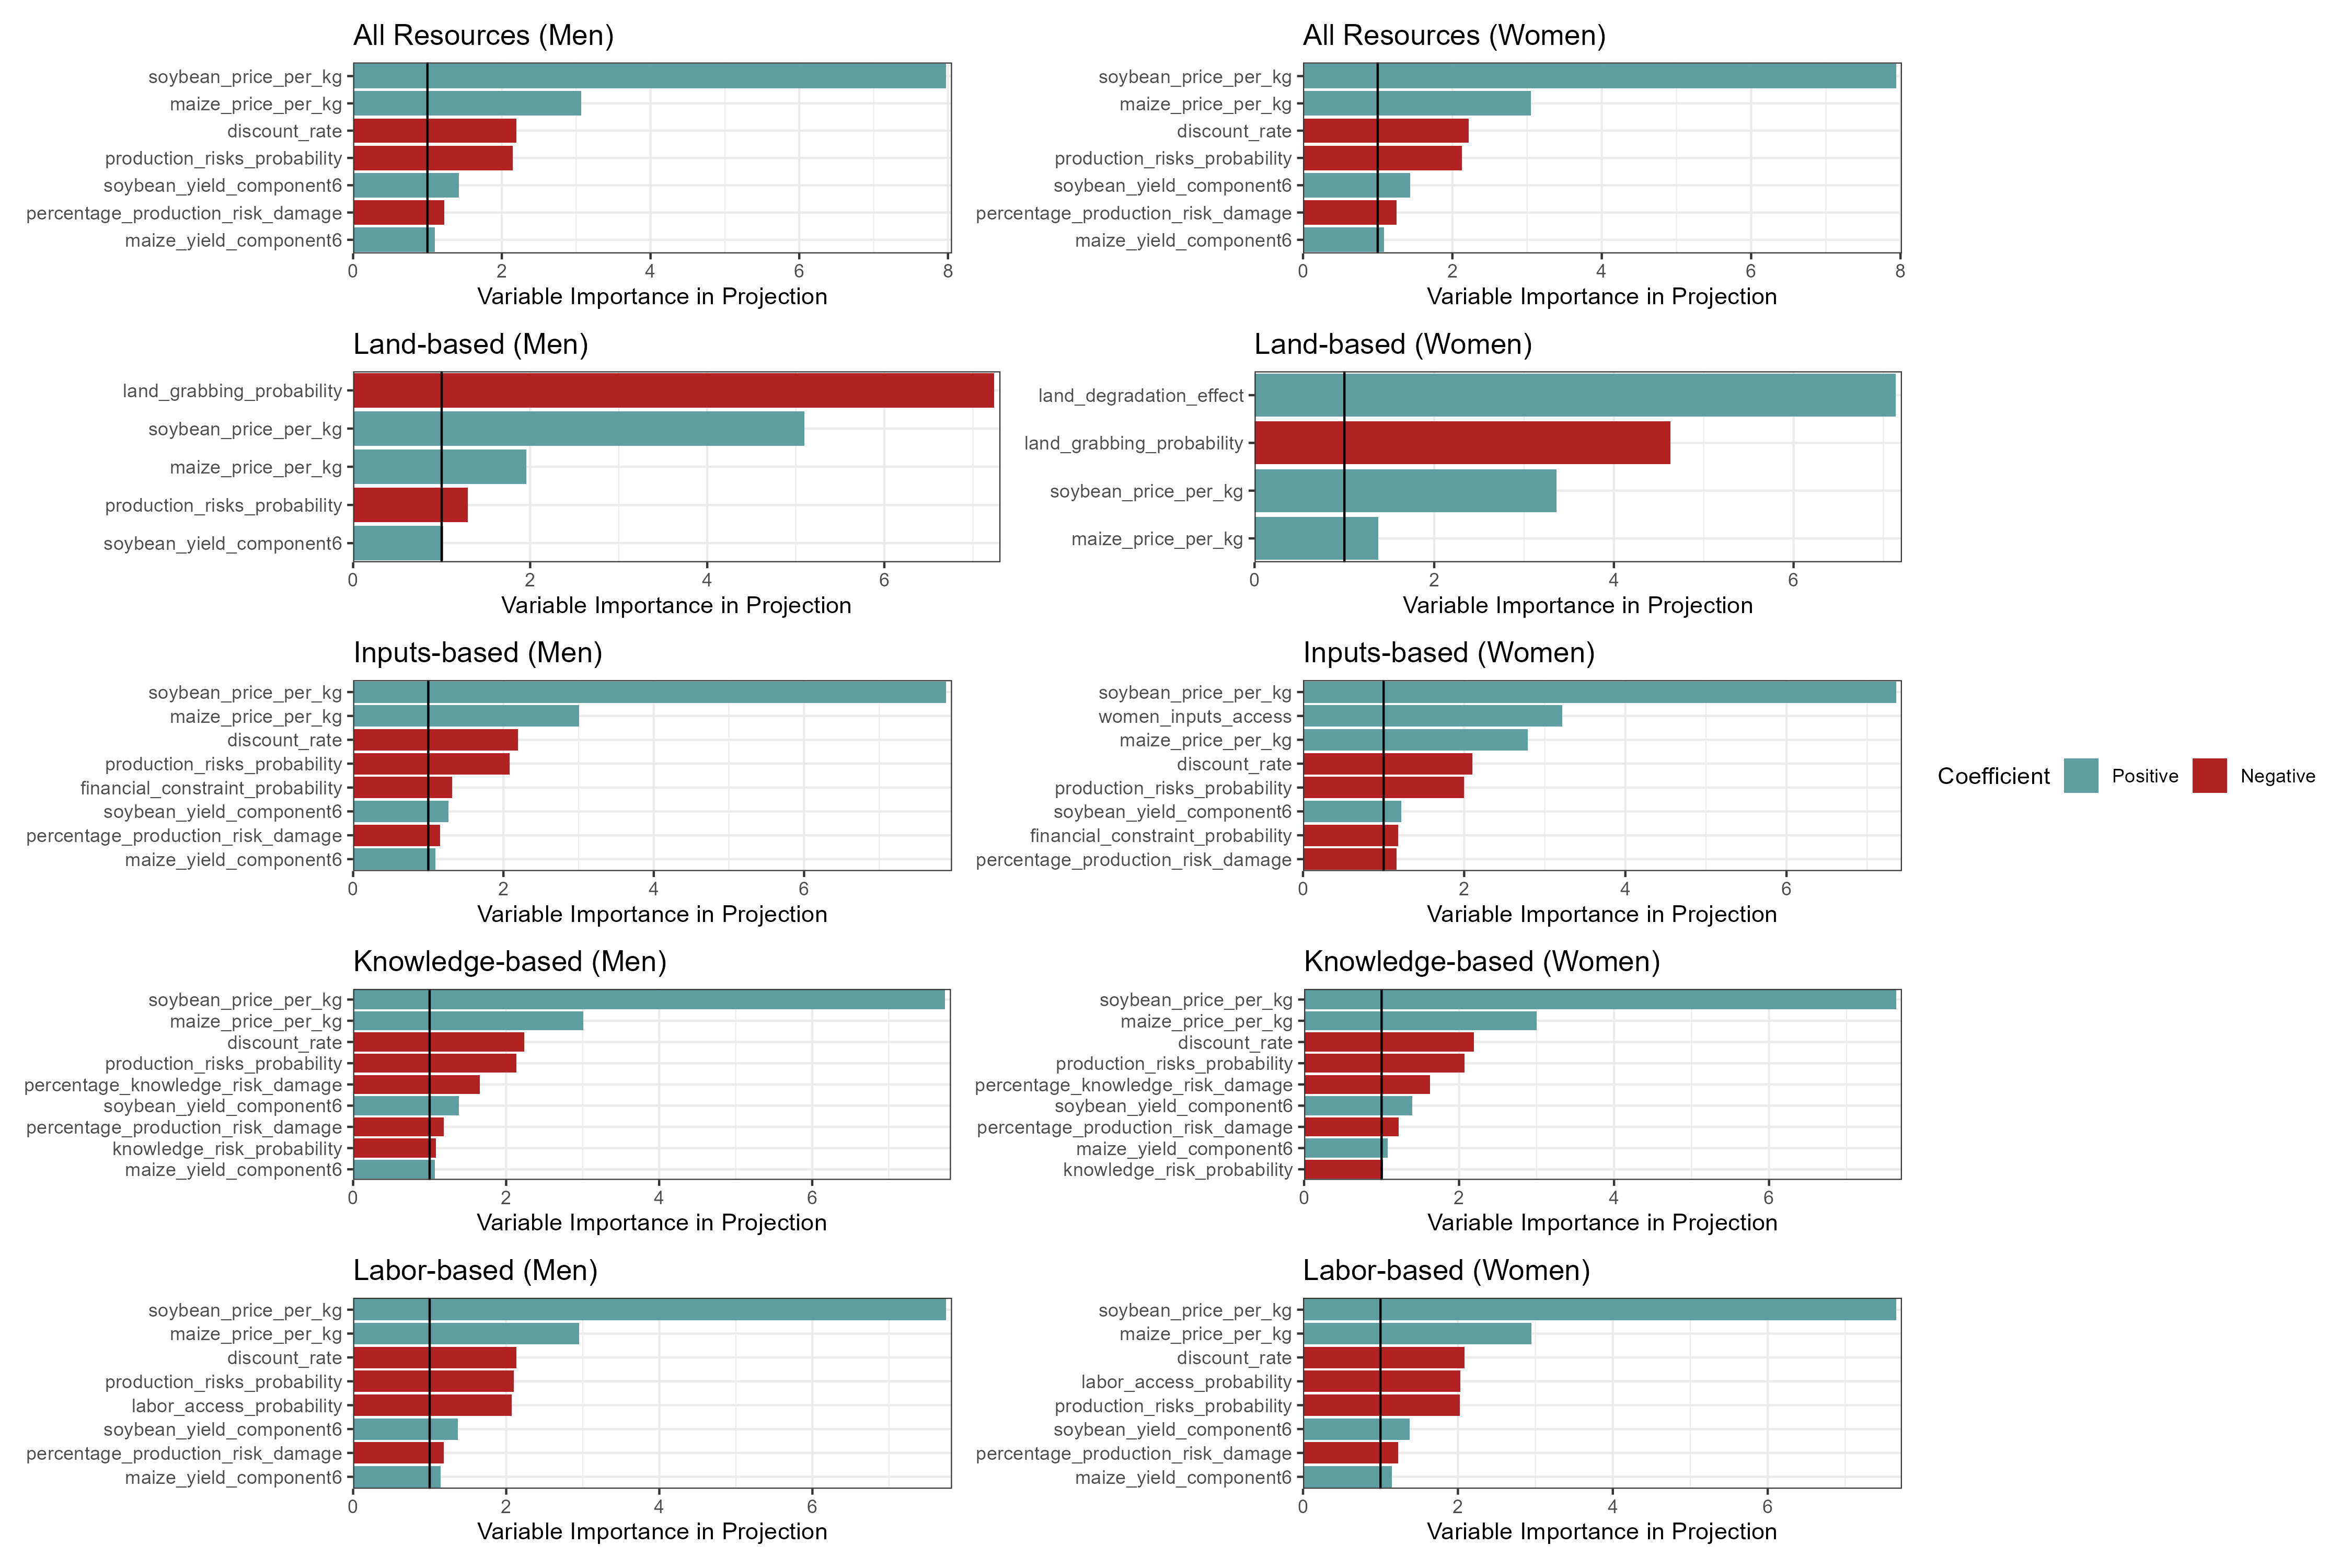 All Resources (Men)
soybean_price_per_kg
maize_price_per_kg
discount_rate
production_risks_probability
soybean_yield_component6
percentage_production_risk_damage
maize_yield_component6
0 2 4 6 8
Variable Importance in Projection
All Resources (Women)
soybean_price_per_kg
maize_price_per_kg
discount_rate
production_risks_probability
soybean_yield_component6
percentage_production_risk_damage
maize_yield_component6
0 2 4 6 8
Variable Importance in Projection
Land-based (Men)
land_grabbing_probability
soybean_price_per_kg
maize_price_per_kg
production_risks_probability
soybean_yield_component6
0 2 4 6
Variable Importance in Projection
Land-based (Women)
land_degradation_effect
land_grabbing_probability
soybean_price_per_kg
maize_price_per_kg
0 2 4 6
Variable Importance in Projection
Inputs-based (Men)
soybean_price_per_kg
maize_price_per_kg
discount_rate
production_risks_probability
financial_constraint_probability
soybean_yield_component6
percentage_production_risk_damage
maize_yield_component6
0 2 4 6
Variable Importance in Projection
Inputs-based (Women)
soybean_price_per_kg
women_inputs_access
maize_price_per_kg
discount_rate
production_risks_probability
soybean_yield_component6
financial_constraint_probability
percentage_production_risk_damage
0 2 4 6
Variable Importance in Projection
Coefficient Positive Negative
Knowledge-based (Men)
soybean_price_per_kg
maize_price_per_kg
discount_rate
production_risks_probability
percentage_knowledge_risk_damage
soybean_yield_component6
percentage_production_risk_damage
knowledge_risk_probability
maize_yield_component6
0 2 4 6
Variable Importance in Projection
Knowledge-based (Women)
soybean_price_per_kg
maize_price_per_kg
discount_rate
production_risks_probability
percentage_knowledge_risk_damage
soybean_yield_component6
percentage_production_risk_damage
maize_yield_component6
knowledge_risk_probability
0 2 4 6
Variable Importance in Projection
Labor-based (Men)
soybean_price_per_kg
maize_price_per_kg
discount_rate
production_risks_probability
labor_access_probability
soybean_yield_component6
percentage_production_risk_damage
maize_yield_component6
0 2 4 6
Variable Importance in Projection
Labor-based (Women)
soybean_price_per_kg
maize_price_per_kg
discount_rate
labor_access_probability
production_risks_probability
soybean_yield_component6
percentage_production_risk_damage
maize_yield_component6
0 2 4 6
Variable Importance in Projection